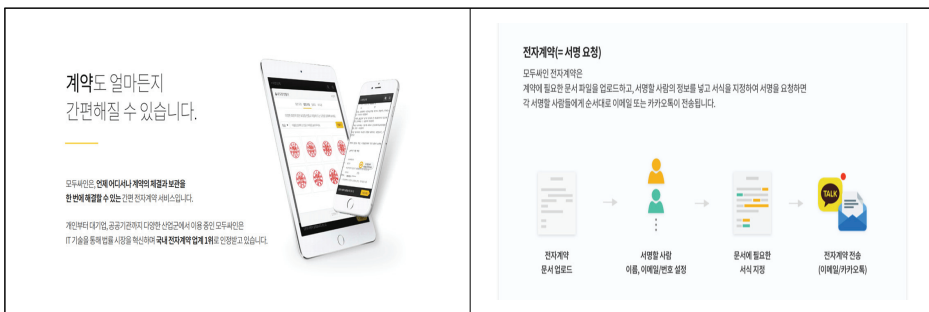 계약도 얼마든지
간편해질 수 있습니다.
모두싸인은, 언제 어디서나 계약의 체결과 보관을
한 번에 해결할 수 있는 간편 전자계약 서비스입니다.
개인부터 대기업, 공공기관까지 다양한 산업군에서 이용 중인 모두싸인은
IT 기술을 통해 법률 시장을 혁신하며 국내 전자계약 업계 1위로 인정받고 있습니다.
전자계약(= 서명 요청)
모두싸인 전자계약은
계약에 필요한 문서 파일을 업로드하고, 서명할 사람의 정보를 넣고 서식을 지정하여 서명을 요청하면
각 서명할 사람들에게 순서대로 이메일 또는 카카오톡이 전송됩니다.
TALK
전자계약
문서 업로드
서명할 사람
이름, 이메일/번호 설정
문서에 필요한
서식 지정
전자계약 전송
(이메일/카카오톡)